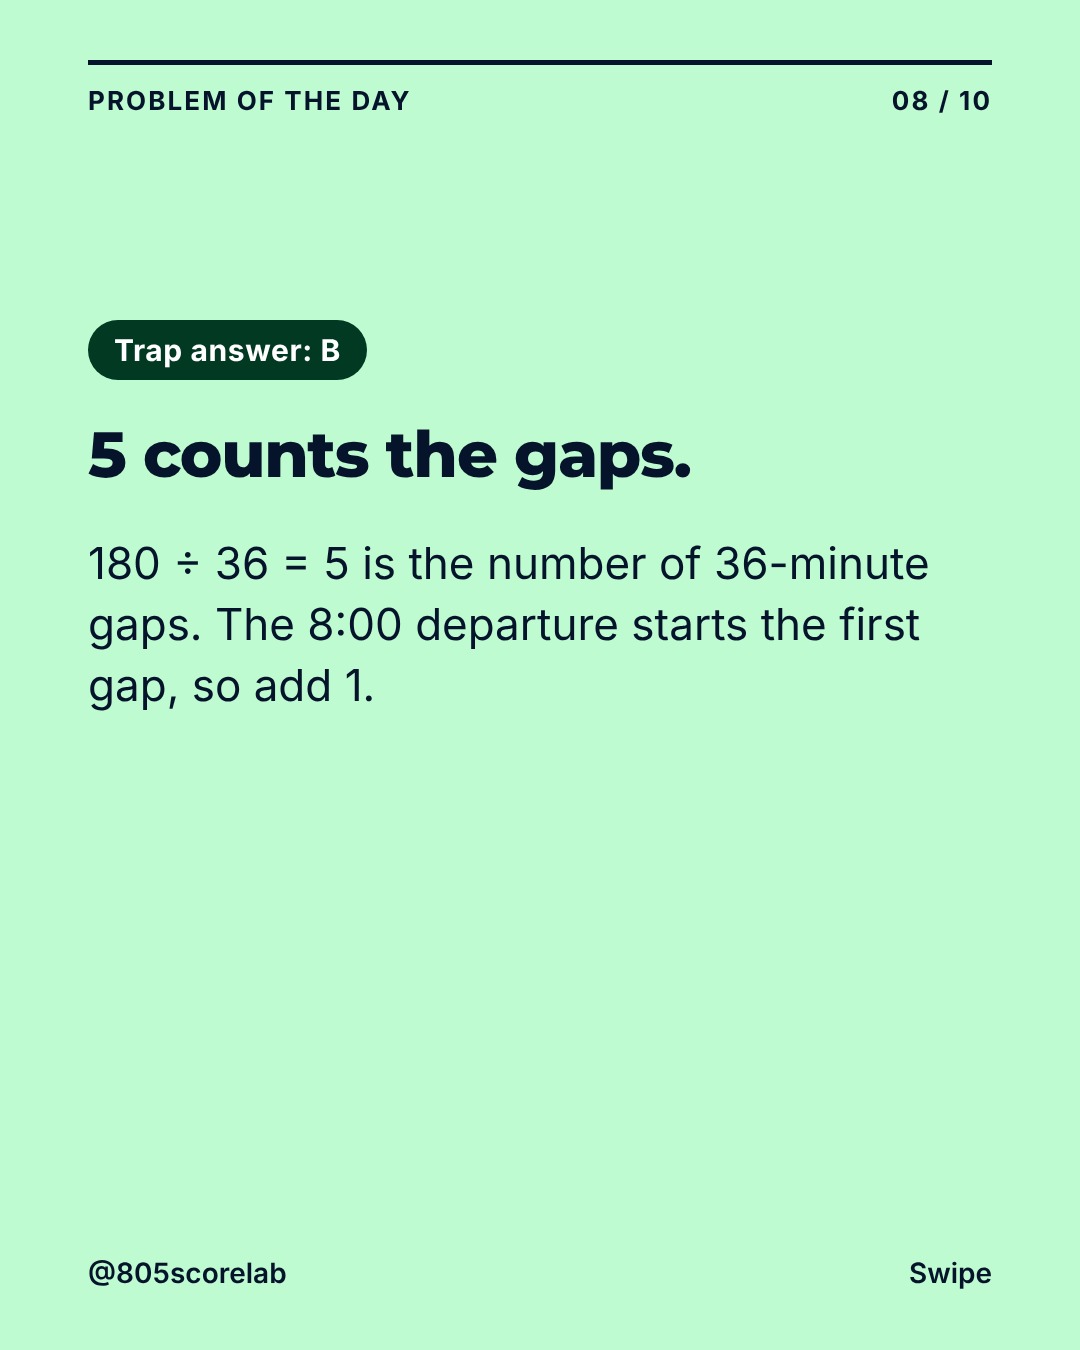 PROBLEM OF THE DAY
08 / 10
Trap answer: B
5 counts the gaps.
180 ÷ 36 = 5 is the number of 36-minute
gaps. The 8:00 departure starts the first
gap, so add 1.
@805scorelab
Swipe